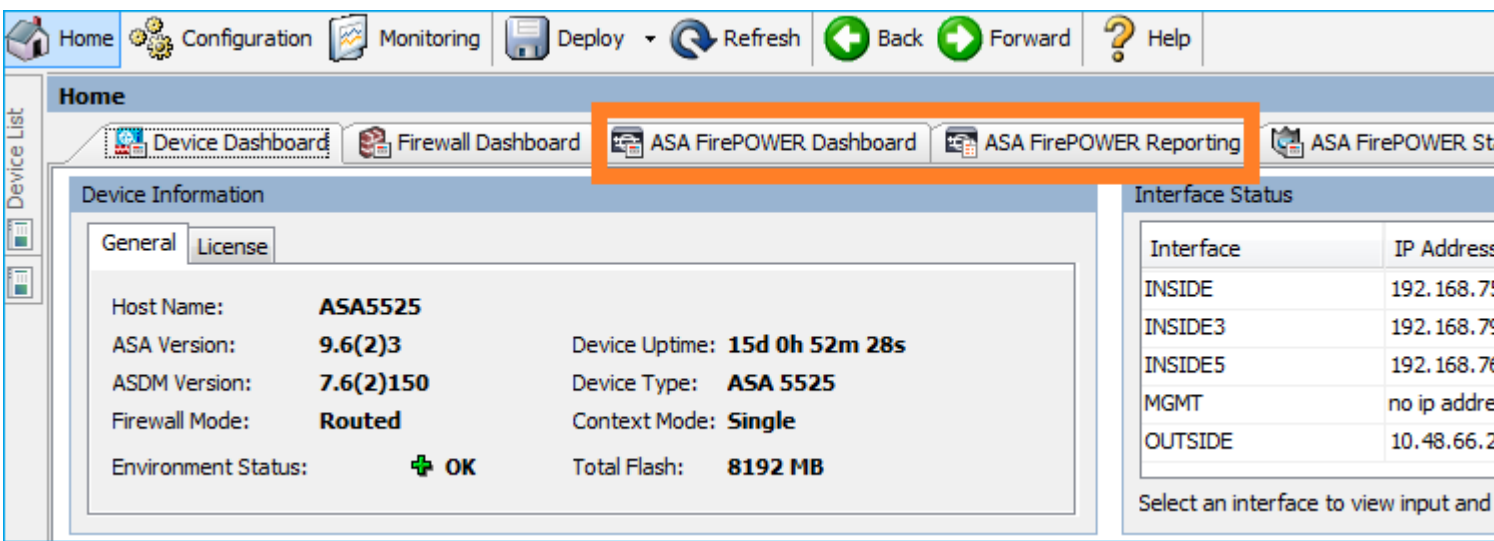 Home Configuration Monitoring Deploy Refresh Back Forward Help
Device List
Home
Device Dashboard Firewall Dashboard ASA FirePOWER Dashboard ASA FirePOWER Reporting ASA FirePOWER St
Device Information
General License
Host Name: ASA5525
ASA Version: 9.6(2)3 Device Uptime: 15d 0h 52m 28s
ASDM Version: 7.6(2)150 Device Type: ASA 5525
Firewall Mode: Routed Context Mode: Single
Environment Status: OK Total Flash: 8192 MB
Interface Status
Interface IP Address
INSIDE 192.168.75
INSIDE3 192.168.79
INSIDE5 192.168.76
MGMT no ip addre
OUTSIDE 10.48.66.2
Select an interface to view input and